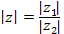 |z| = |z₁| / |z₂|